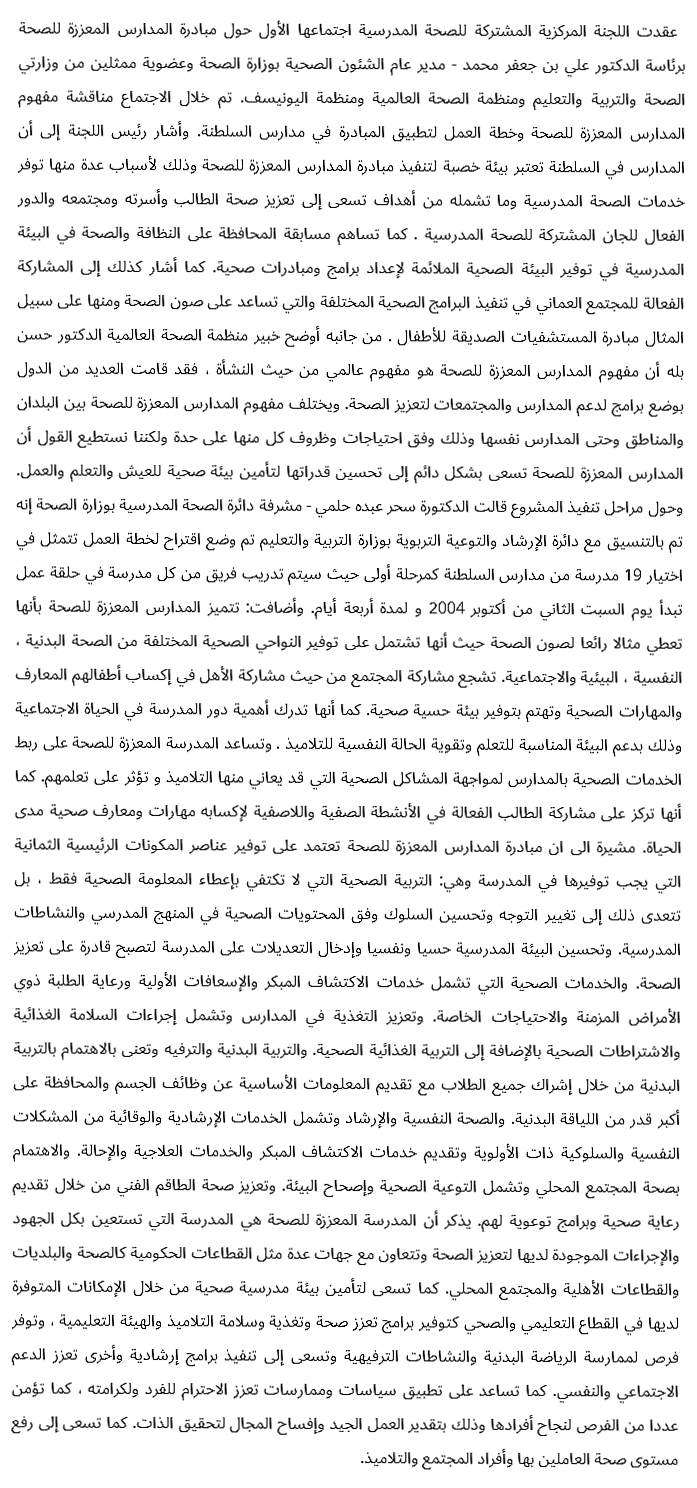 عقدت اللجنة المركزية المشتركة للصحة المدرسية اجتماعها الأول حول مبادرة المدارس المعززة للصحة
برئاسة الدكتور علي بن جعفر محمد - مدير عام الشئون الصحية بوزارة الصحة وعضوية ممثلين من وزارتي
الصحة والتربية والتعليم ومنظمة الصحة العالمية ومنظمة اليونيسف. تم خلال الاجتماع مناقشة مفهوم
المدارس المعززة للصحة وخطة العمل لتطبيق المبادرة في مدارس السلطنة. وأشار رئيس اللجنة إلى أن
المدارس في السلطنة تعتبر بيئة خصبة لتنفيذ مبادرة المدارس المعززة للصحة وذلك لأسباب عدة منها توفر
خدمات الصحة المدرسية وما تشمله من أهداف تسعى إلى تعزيز صحة الطالب وأسرته ومجتمعه والدور
الفعال للجان المشتركة للصحة المدرسية . كما تساهم مسابقة المحافظة على النظافة والصحة في البيئة
المدرسية في توفير البيئة الصحية الملائمة لإعداد برامج ومبادرات صحية. كما أشار كذلك إلى المشاركة
الفعالة للمجتمع العماني في تنفيذ البرامج الصحية المختلفة والتي تساعد على صون الصحة ومنها على سبيل
المثال مبادرة المستشفيات الصديقة للأطفال . من جانبه أوضح خبير منظمة الصحة العالمية الدكتور حسن
بله أن مفهوم المدارس المعززة للصحة هو مفهوم عالمي من حيث النشأة ، فقد قامت العديد من الدول
بوضع برامج لدعم المدارس والمجتمعات لتعزيز الصحة. ويختلف مفهوم المدارس المعززة للصحة بين البلدان
والمناطق وحتى المدارس نفسها وذلك وفق احتياجات وظروف كل منها على حدة ولكننا نستطيع القول أن
المدارس المعززة للصحة تسعى بشكل دائم إلى تحسين قدراتها لتأمين بيئة صحية للعيش والتعلم والعمل.
وحول مراحل تنفيذ المشروع قالت الدكتورة سحر عبده حلمي - مشرفة دائرة الصحة المدرسية بوزارة الصحة إنه
تم بالتنسيق مع دائرة الإرشاد والتوعية التربوية بوزارة التربية والتعليم تم وضع اقتراح لخطة العمل تتمثل في
اختيار 19 مدرسة من مدارس السلطنة كمرحلة أولى حيث سيتم تدريب فريق من كل مدرسة في حلقة عمل
تبدأ يوم السبت الثاني من أكتوبر 2004 و لمدة أربعة أيام. وأضافت: تتميز المدارس المعززة للصحة بأنها
تعطي مثالا رائعا لصون الصحة حيث أنها تشتمل على توفير النواحي الصحية المختلفة من الصحة البدنية ،
النفسية ، البيئية والاجتماعية. تشجع مشاركة المجتمع من حيث مشاركة الأهل في إكساب أطفالهم المعارف
والمهارات الصحية وتهتم بتوفير بيئة حسية صحية. كما أنها تدرك أهمية دور المدرسة في الحياة الاجتماعية
وذلك بدعم البيئة المناسبة للتعلم وتقوية الحالة النفسية للتلاميذ . وتساعد المدرسة المعززة للصحة على ربط
الخدمات الصحية بالمدارس لمواجهة المشاكل الصحية التي قد يعاني منها التلاميذ و تؤثر على تعلمهم. كما
أنها تركز على مشاركة الطالب الفعالة في الأنشطة الصفية واللاصفية لإكسابه مهارات ومعارف صحية مدى
الحياة. مشيرة الى ان مبادرة المدارس المعززة للصحة تعتمد على توفير عناصر المكونات الرئيسية الثمانية
التي يجب توفيرها في المدرسة وهي: التربية الصحية التي لا تكتفي بإعطاء المعلومة الصحية فقط ، بل
تتعدى ذلك إلى تغيير التوجه وتحسين السلوك وفق المحتويات الصحية في المنهج المدرسي والنشاطات
المدرسية. وتحسين البيئة المدرسية حسيا ونفسيا وإدخال التعديلات على المدرسة لتصبح قادرة على تعزيز
الصحة. والخدمات الصحية التي تشمل خدمات الاكتشاف المبكر والإسعافات الأولية ورعاية الطلبة ذوي
الأمراض المزمنة والاحتياجات الخاصة. وتعزيز التغذية في المدارس وتشمل إجراءات السلامة الغذائية
والاشتراطات الصحية بالإضافة إلى التربية الغذائية الصحية. والتربية البدنية والترفيه وتعنى بالاهتمام بالتربية
البدنية من خلال إشراك جميع الطلاب مع تقديم المعلومات الأساسية عن وظائف الجسم والمحافظة على
أكبر قدر من اللياقة البدنية. والصحة النفسية والإرشاد وتشمل الخدمات الإرشادية والوقائية من المشكلات
النفسية والسلوكية ذات الأولوية وتقديم خدمات الاكتشاف المبكر والخدمات العلاجية والإحالة. والاهتمام
بصحة المجتمع المحلي وتشمل التوعية الصحية وإصحاح البيئة. وتعزيز صحة الطاقم الفني من خلال تقديم
رعاية صحية وبرامج توعوية لهم. يذكر أن المدرسة المعززة للصحة هي المدرسة التي تستعين بكل الجهود
والإجراءات الموجودة لديها لتعزيز الصحة وتتعاون مع جهات عدة مثل القطاعات الحكومية كالصحة والبلديات
والقطاعات الأهلية والمجتمع المحلي. كما تسعى لتأمين بيئة مدرسية صحية من خلال الإمكانات المتوفرة
لديها في القطاع التعليمي والصحي كتوفير برامج تعزز صحة وتغذية وسلامة التلاميذ والهيئة التعليمية ، وتوفر
فرص لممارسة الرياضة البدنية والنشاطات الترفيهية وتسعى إلى تنفيذ برامج إرشادية وأخرى تعزز الدعم
الاجتماعي والنفسي. كما تساعد على تطبيق سياسات وممارسات تعزز الاحترام للفرد ولكرامته ، كما تؤمن
عددا من الفرص لنجاح أفرادها وذلك بتقدير العمل الجيد وإفساح المجال لتحقيق الذات. كما تسعى إلى رفع
مستوى صحة العاملين بها وأفراد المجتمع والتلاميذ.